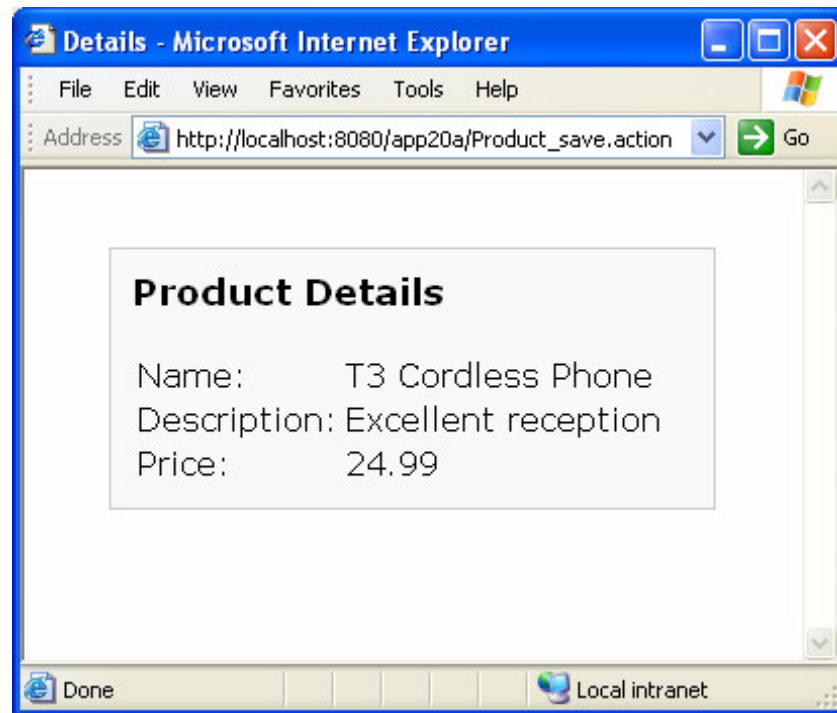 Details - Microsoft Internet Explorer
File Edit View Favorites Tools Help
Address http://localhost:8080/app20a/Product_save.action Go
Product Details
Name: T3 Cordless Phone
Description: Excellent reception
Price: 24.99
Done Local intranet